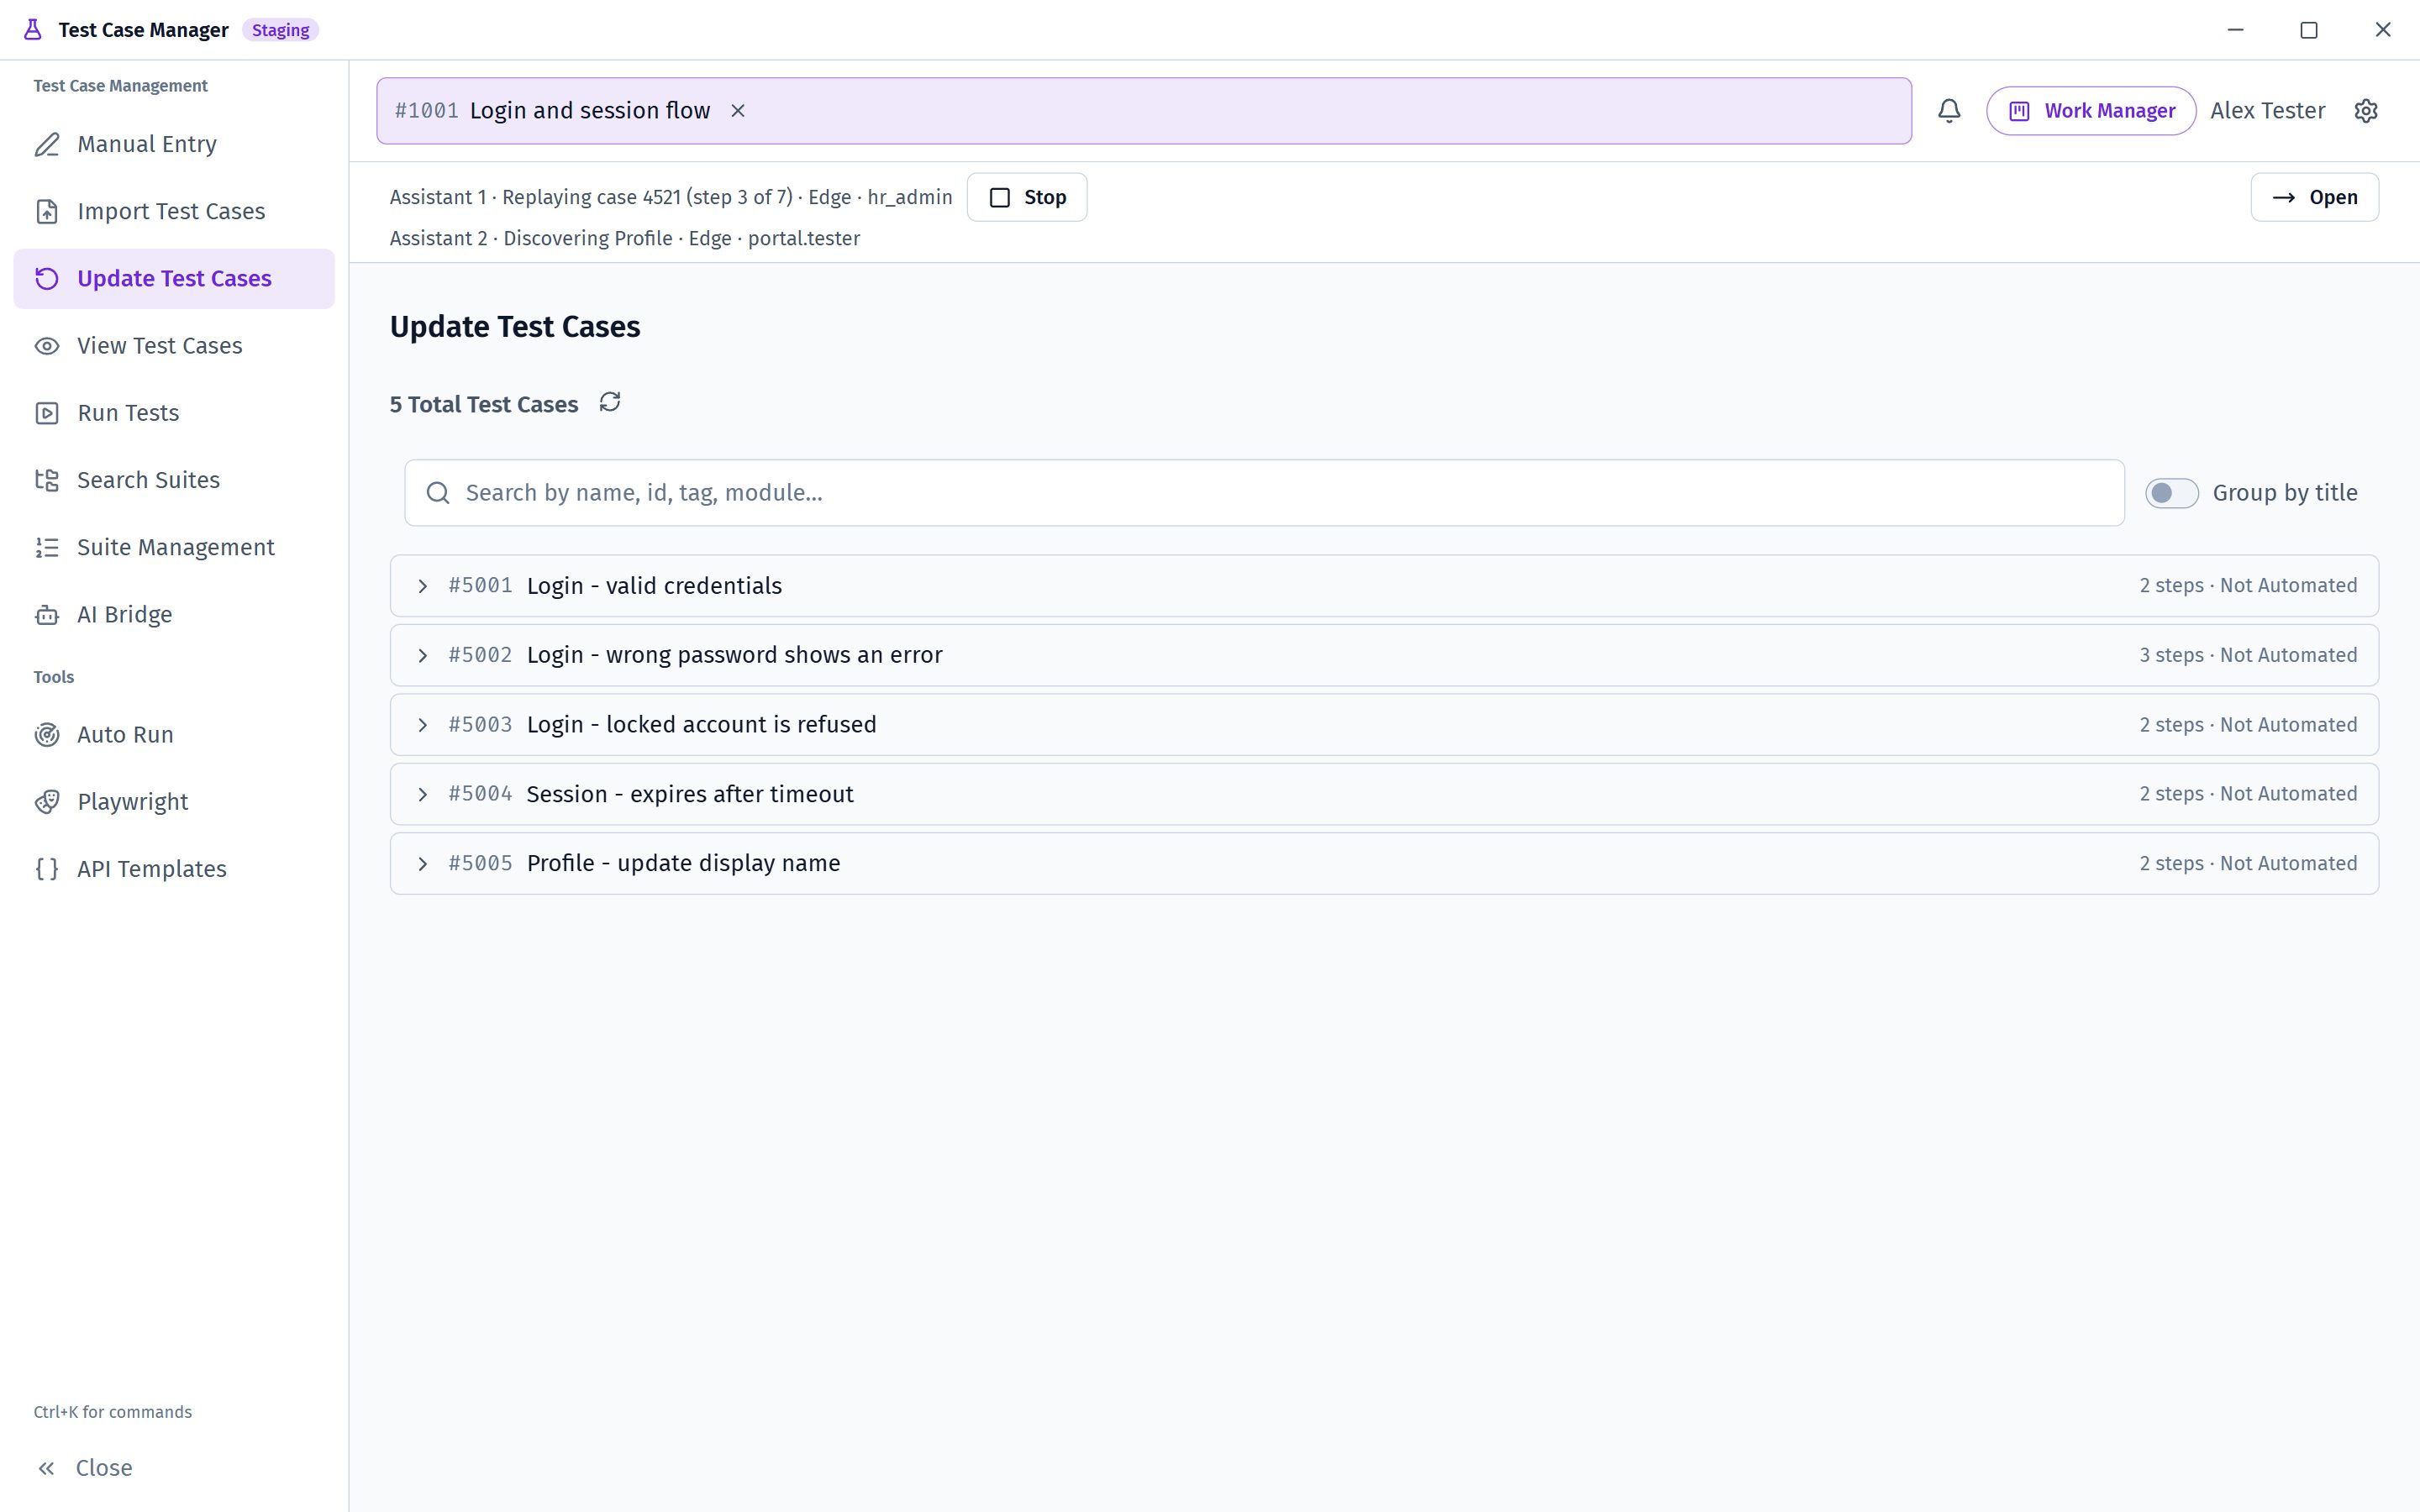 Test Case Manager Staging
Test Case Management
Manual Entry
Import Test Cases
Update Test Cases
View Test Cases
Run Tests
Search Suites
Suite Management
AI Bridge
Tools
Auto Run
Playwright
API Templates
Ctrl+K for commands
Close
#1001 Login and session flow
Work Manager
Alex Tester
Assistant 1 · Replaying case 4521 (step 3 of 7) · Edge · hr_admin Stop Open
Assistant 2 · Discovering Profile · Edge · portal.tester
Update Test Cases
5 Total Test Cases
Search by name, id, tag, module...
Group by title
#5001 Login - valid credentials 2 steps · Not Automated
#5002 Login - wrong password shows an error 3 steps · Not Automated
#5003 Login - locked account is refused 2 steps · Not Automated
#5004 Session - expires after timeout 2 steps · Not Automated
#5005 Profile - update display name 2 steps · Not Automated